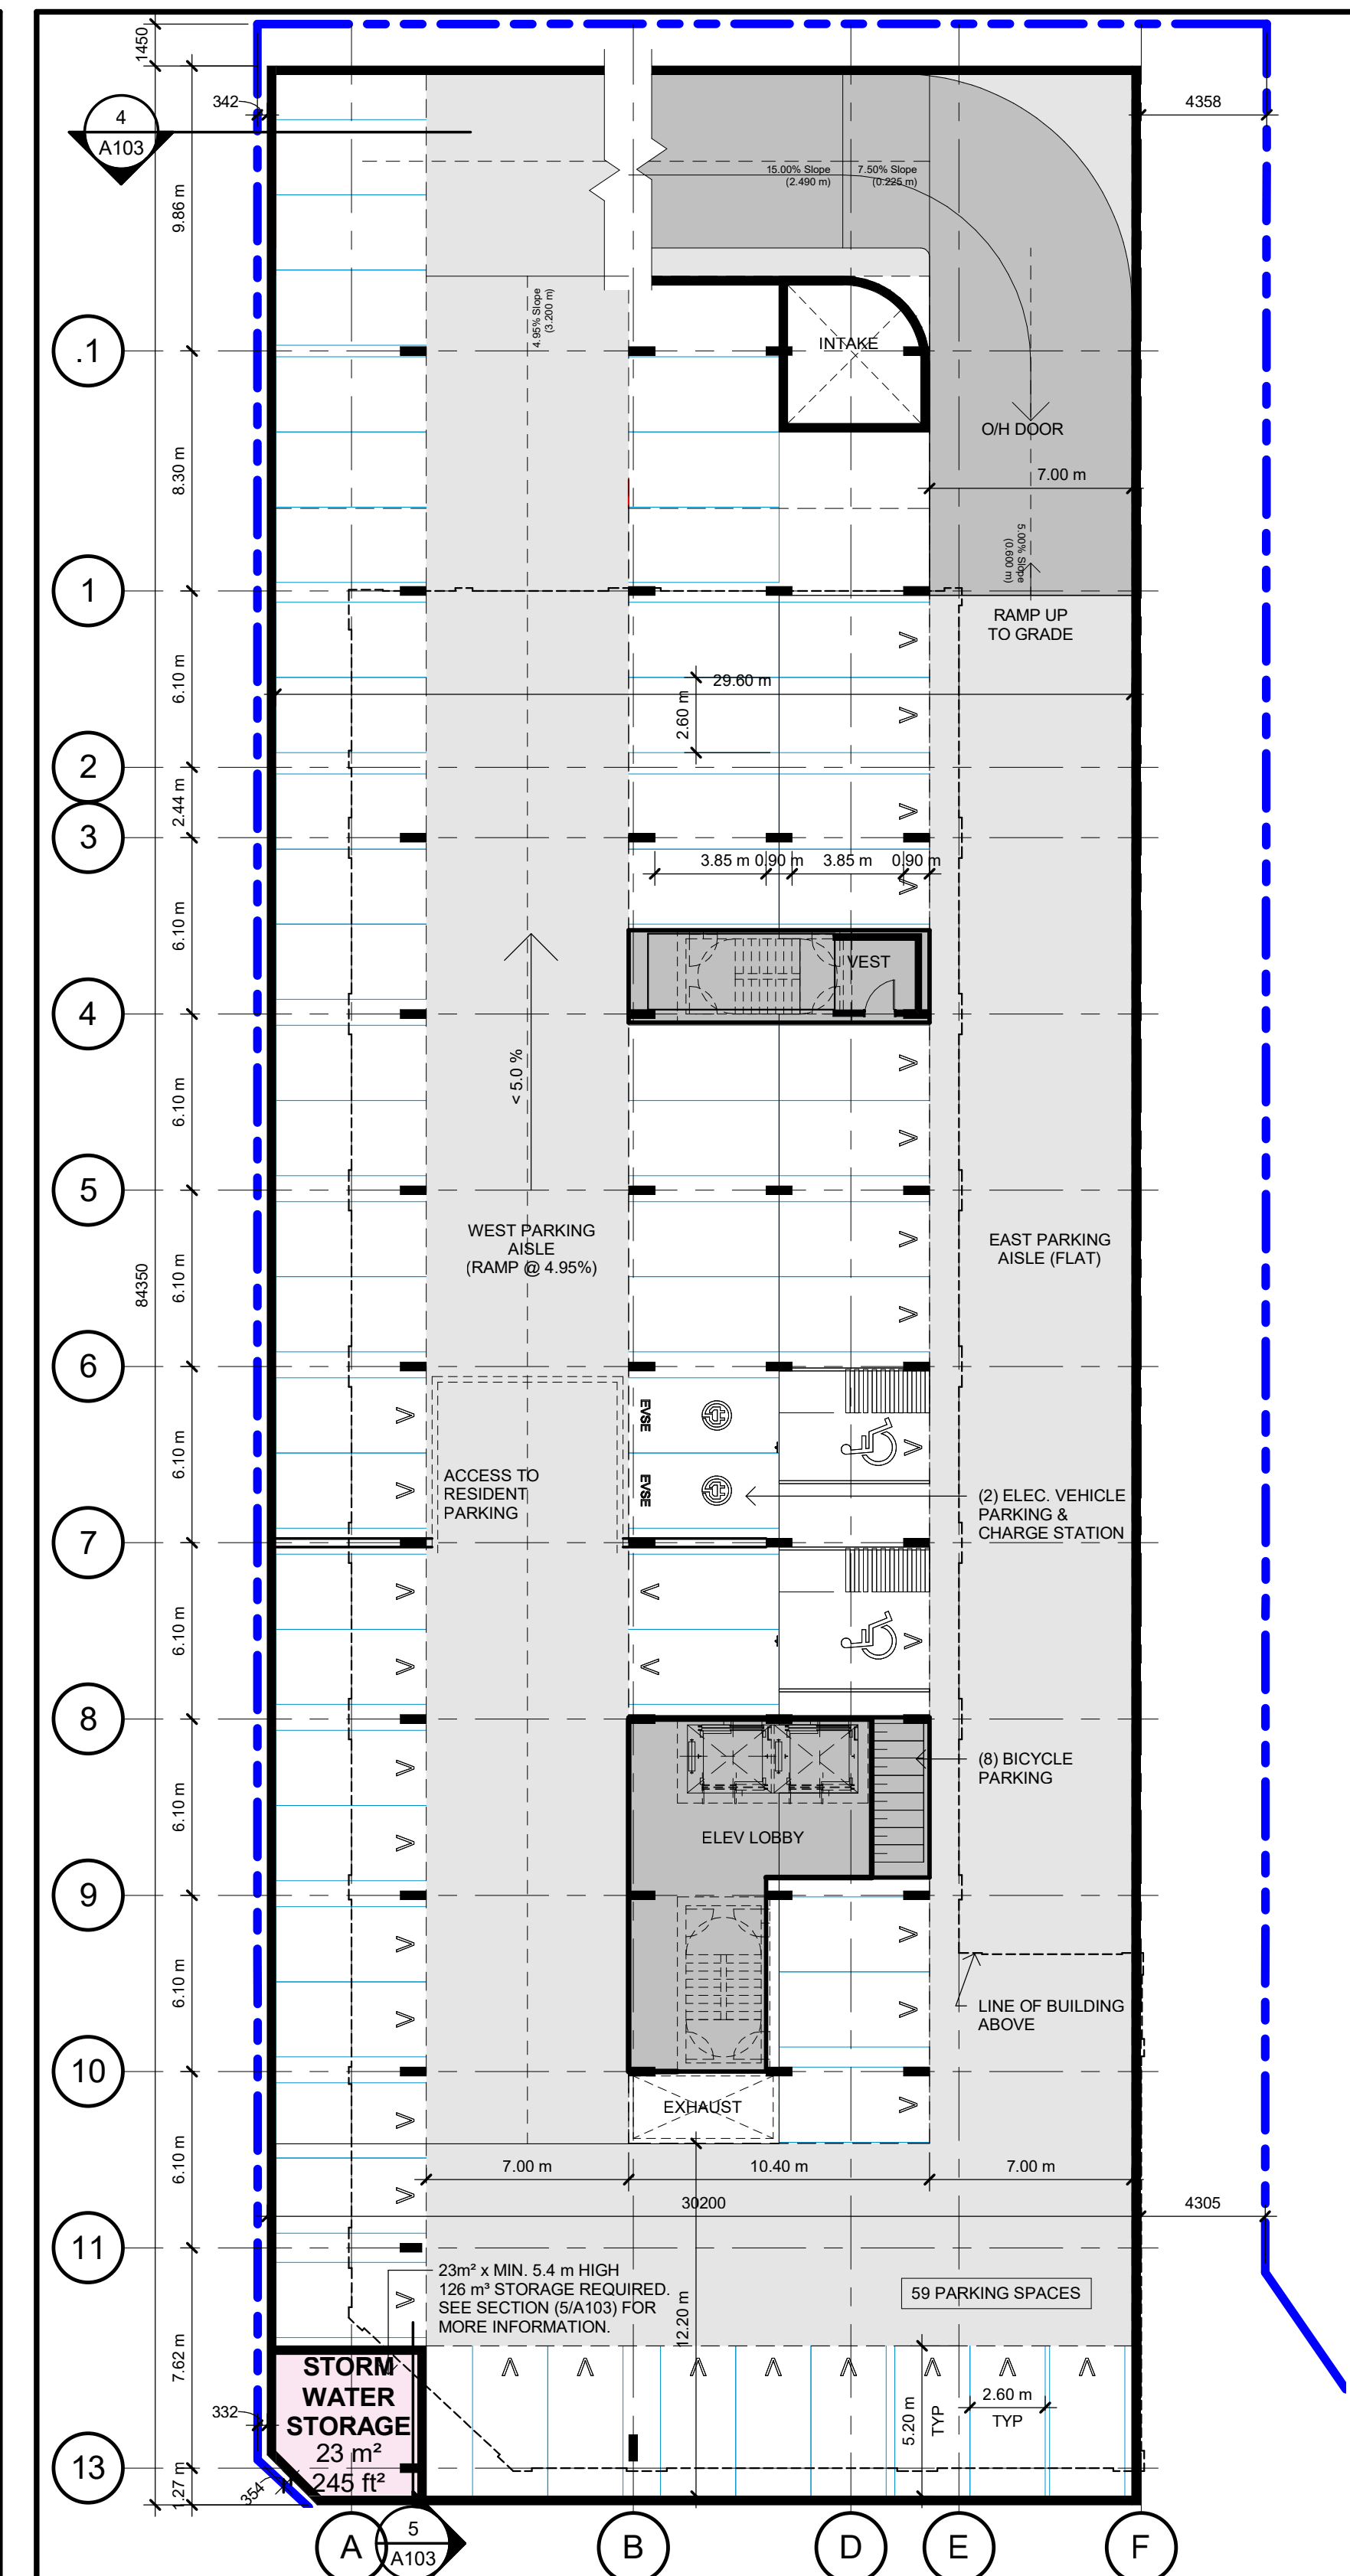 1450
342
4358
4
A103
15.00% Slope
(2.490 m)
7.50% Slope
(0.225 m)
9.86 m
4.95% Slope
(3.200 m)
.1
INTAKE
O/H DOOR
8.30 m
7.00 m
5.00% Slope
(0.600 m)
1
RAMP UP
TO GRADE
6.10 m
29.60 m
2.60 m
2
2.44 m
3
3.85 m
0.90 m
3.85 m
0.90 m
6.10 m
VEST
4
< 5.0 %
6.10 m
5
WEST PARKING
AISLE
(RAMP @ 4.95%)
EAST PARKING
AISLE (FLAT)
84350
6.10 m
6
EVSE
ACCESS TO
RESIDENT
PARKING
EVSE
(2) ELEC. VEHICLE
PARKING &
CHARGE STATION
6.10 m
7
6.10 m
8
(8) BICYCLE
PARKING
6.10 m
ELEV LOBBY
9
6.10 m
LINE OF BUILDING
ABOVE
10
EXHAUST
6.10 m
7.00 m
10.40 m
7.00 m
30200
4305
11
23m² x MIN. 5.4 m HIGH
126 m³ STORAGE REQUIRED.
SEE SECTION (5/A103) FOR
MORE INFORMATION.
59 PARKING SPACES
12.20 m
7.62 m
STORM
WATER
STORAGE
23 m²
245 ft²
332
5.20 m
TYP
2.60 m
TYP
13
1.27 m
354
A
5
A103
B
D
E
F